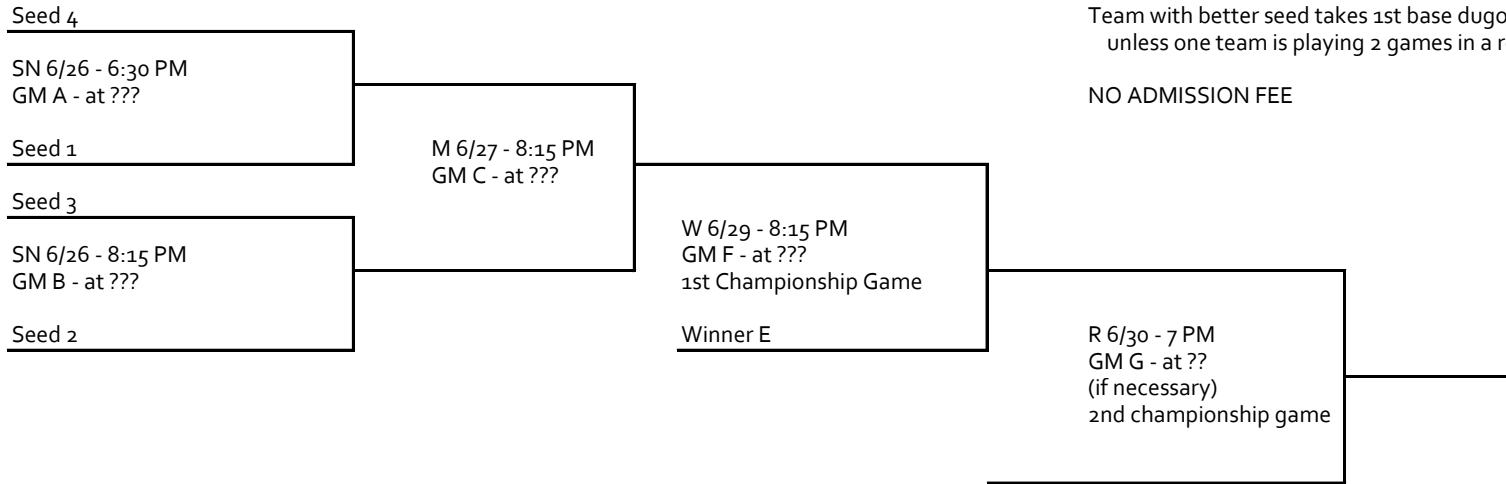 Seed 4
SN 6/26 - 6:30 PM
GM A - at ???
Seed 1
Seed 3
SN 6/26 - 8:15 PM
GM B - at ???
Seed 2
M 6/27 - 8:15 PM
GM C - at ???
W 6/29 - 8:15 PM
GM F - at ???
1st Championship Game
Winner E
Team with better seed takes 1st base
unless one team is playing 2 games in a
NO ADMISSION FEE
R 6/30 - 7 PM
GM G - at ??
(if necessary)
2nd championship game